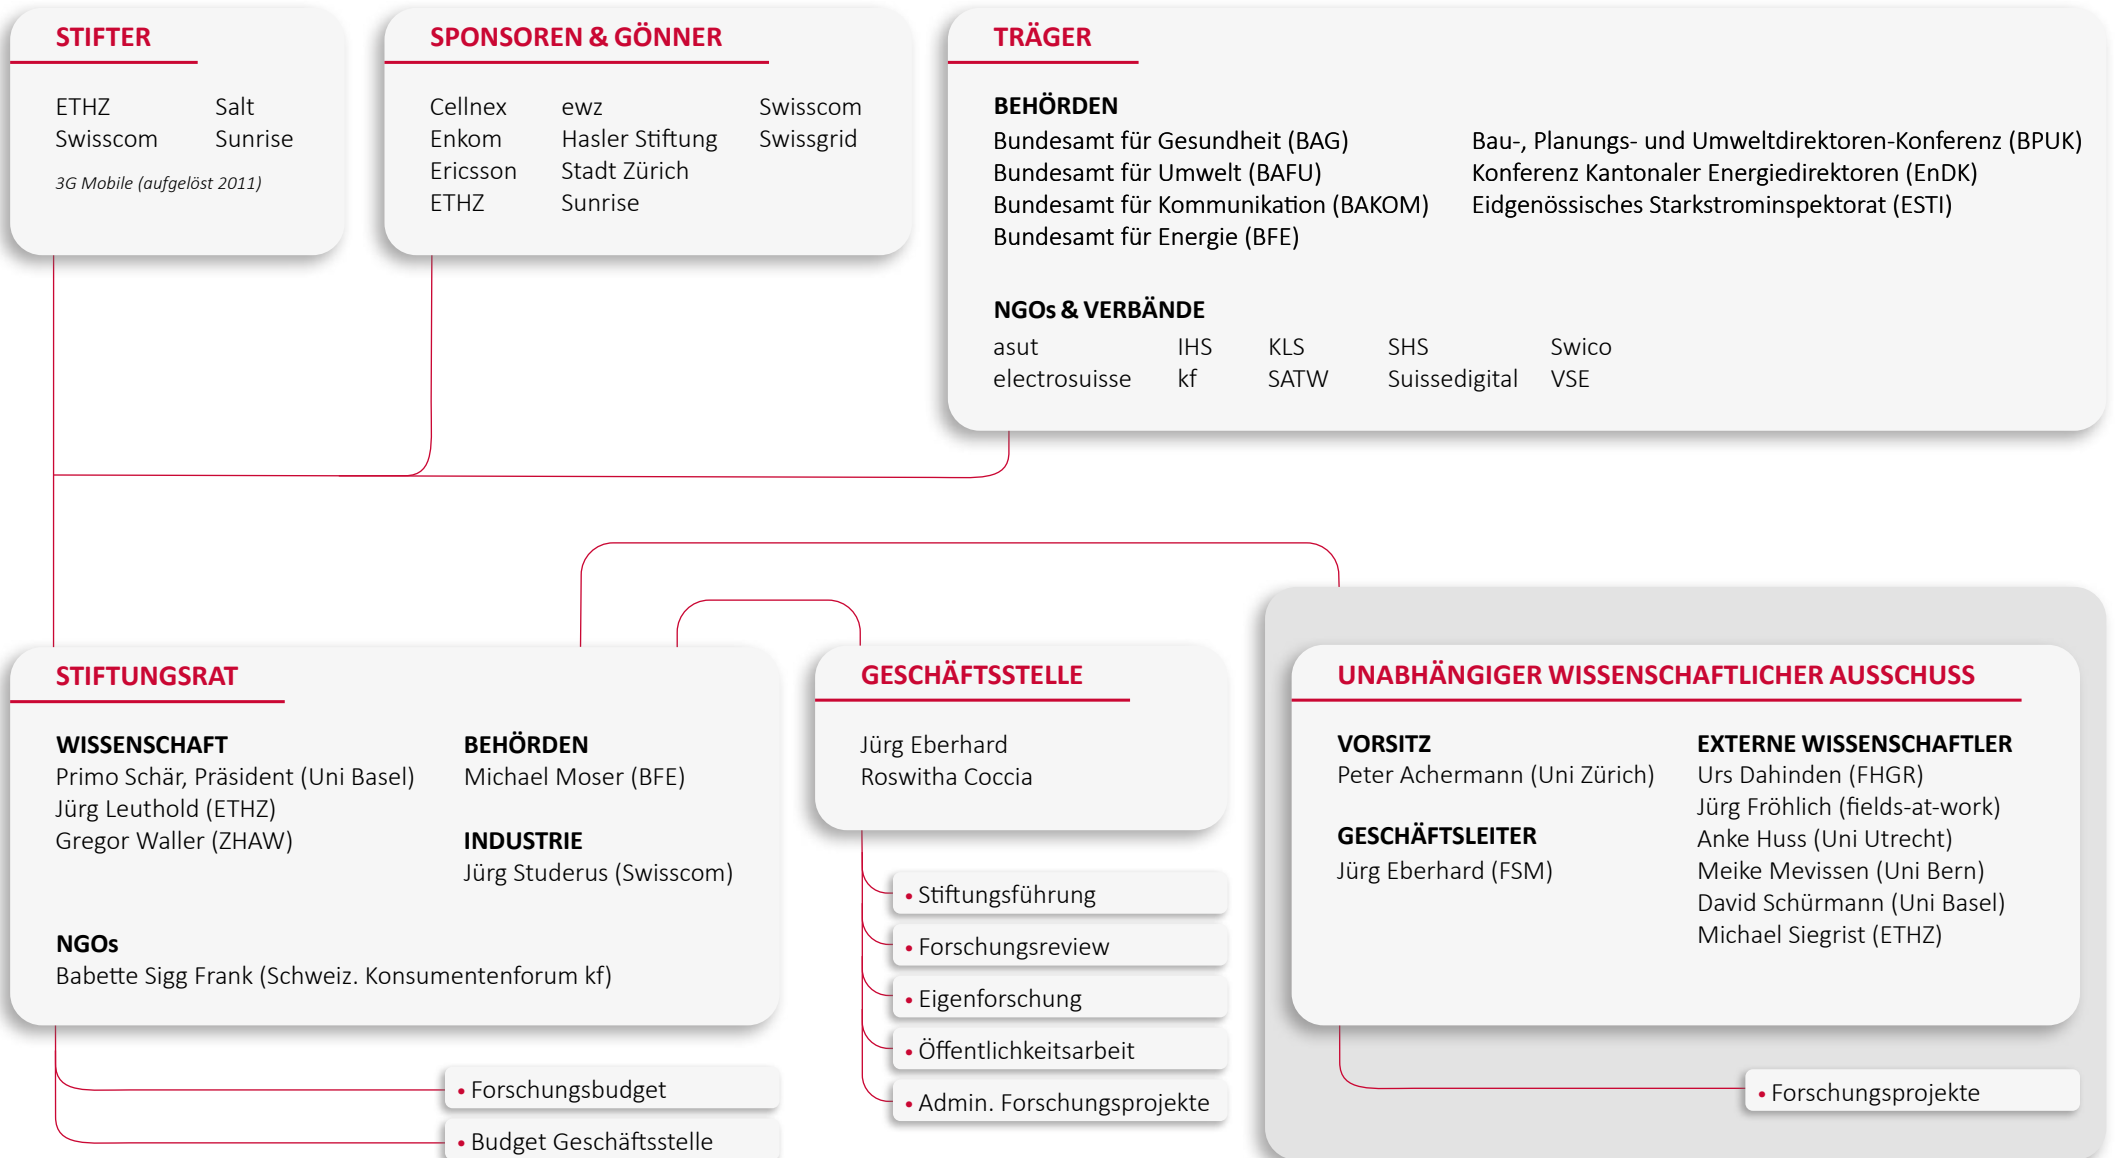 STIFTER
ETHZ Salt
Swisscom Sunrise
3G Mobile (aufgelöst 2011)
SPONSOREN & GÖNNER
Cellnex ewz Swisscom
Enkom Hasler Stiftung Swissgrid
Ericsson Stadt Zürich
ETHZ Sunrise
TRÄGER
BEHÖRDEN
Bundesamt für Gesundheit (BAG) Bau-, Planungs- und Umweltdirektoren-Konferenz (BPUK)
Bundesamt für Umwelt (BAFU) Konferenz Kantonaler Energiedirektoren (EnDK)
Bundesamt für Kommunikation (BAKOM) Eidgenössisches Starkstrominspektorat (ESTI)
Bundesamt für Energie (BFE)
NGOs & VERBÄNDE
asut IHS KLS SHS Swico
electrosuisse kf SATW Suissedigital VSE
STIFTUNGSRAT
WISSENSCHAFT
Primo Schär, Präsident (Uni Basel)
Jürg Leuthold (ETHZ)
Gregor Waller (ZHAW)
BEHÖRDEN
Michael Moser (BFE)
INDUSTRIE
Jürg Studerus (Swisscom)
NGOs
Babette Sigg Frank (Schweiz. Konsumentenforum kf)
• Forschungsbudget
• Budget Geschäftsstelle
GESCHÄFTSSTELLE
Jürg Eberhard
Roswitha Coccia
• Stiftungsführung
• Forschungsreview
• Eigenforschung
• Öffentlichkeitsarbeit
• Admin. Forschungsprojekte
UNABHÄNGIGER WISSENSCHAFTLICHER AUSSCHUSS
VORSITZ
Peter Achermann (Uni Zürich)
GESCHÄFTSLEITER
Jürg Eberhard (FSM)
EXTERNE WISSENSCHAFTLER
Urs Dahinden (FHGR)
Jürg Fröhlich (fields-at-work)
Anke Huss (Uni Utrecht)
Meike Mevissen (Uni Bern)
David Schürmann (Uni Basel)
Michael Siegrist (ETHZ)
• Forschungsprojekte